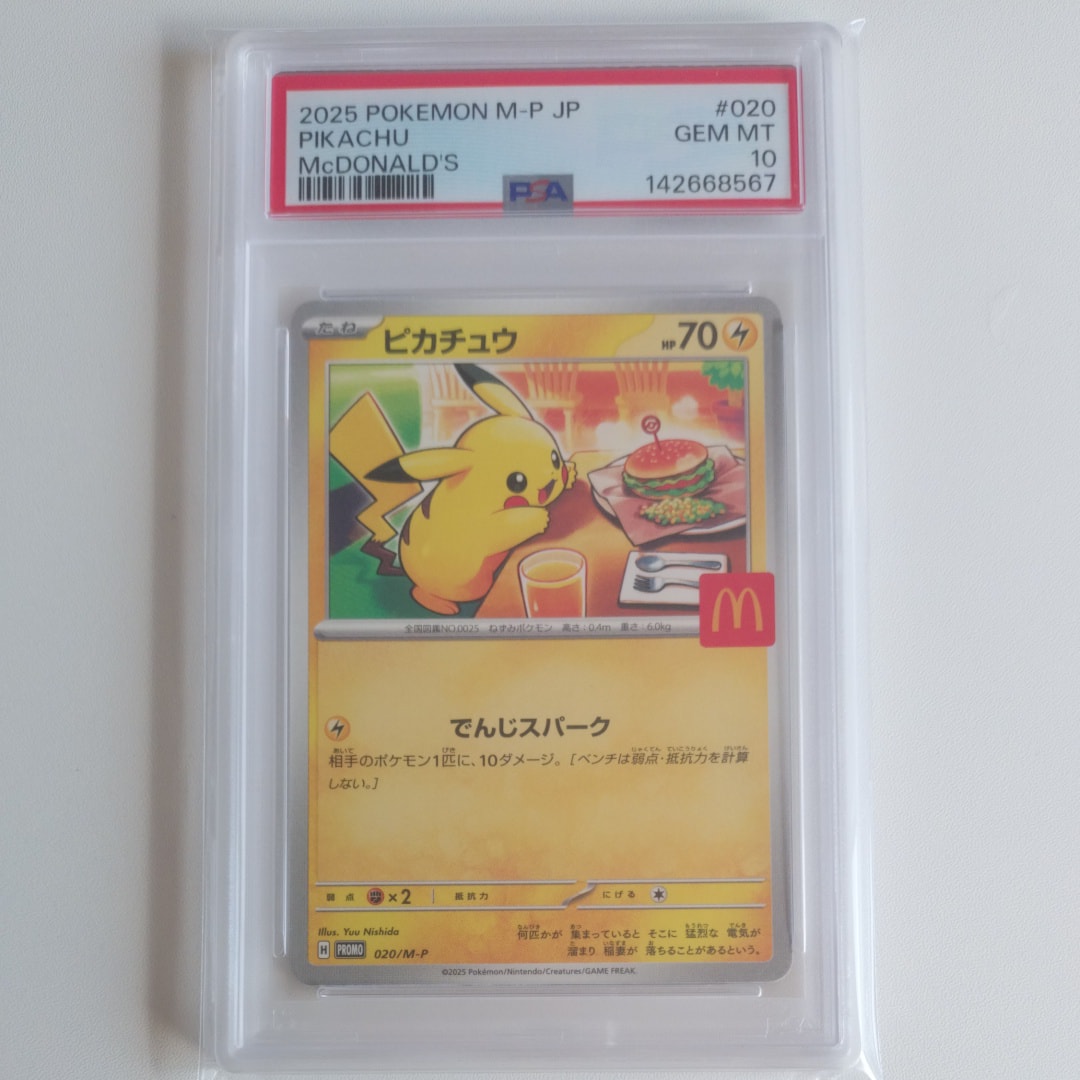 2025 POKEMON M-P JP #020
PIKACHU GEM MT
McDONALD'S 10
PSA 142668567
たね ピカチュウ HP70
全国図鑑NO.0025 ねずみポケモン 高さ:0.4m 重さ:6.0kg
でんじスパーク
相手のポケモン1匹に、10ダメージ。[ベンチは弱点・抵抗力を計算
しない。]
弱点 ×2 抵抗力 にげる
Illus. Yuu Nishida
何匹かが 集まっていると そこに 猛烈な 電気が
溜まり 稲妻が 落ちることがあるという。
H PROMO 020/M-P
©2025 Pokémon/Nintendo/Creatures/GAME FREAK